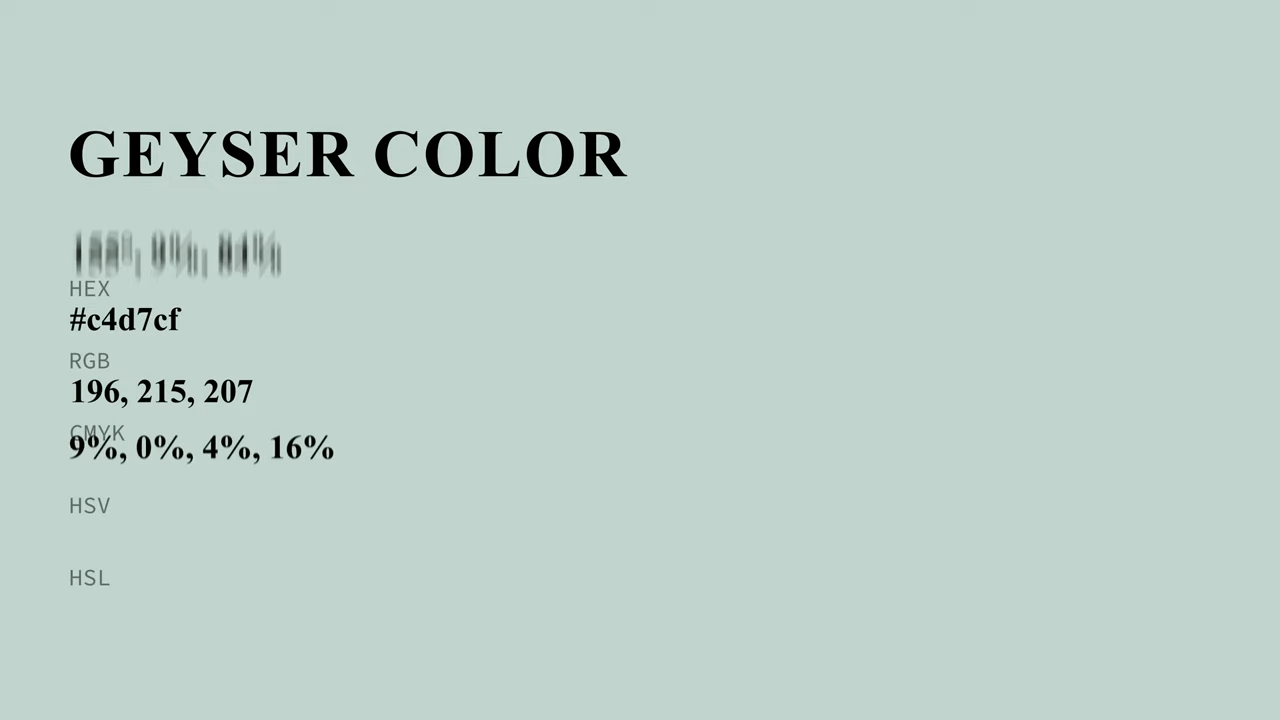 GEYSER COLOR
HEX
#c4d7cf
RGB
196, 215, 207
CMYK
9%, 0%, 4%, 16%
HSV
HSL